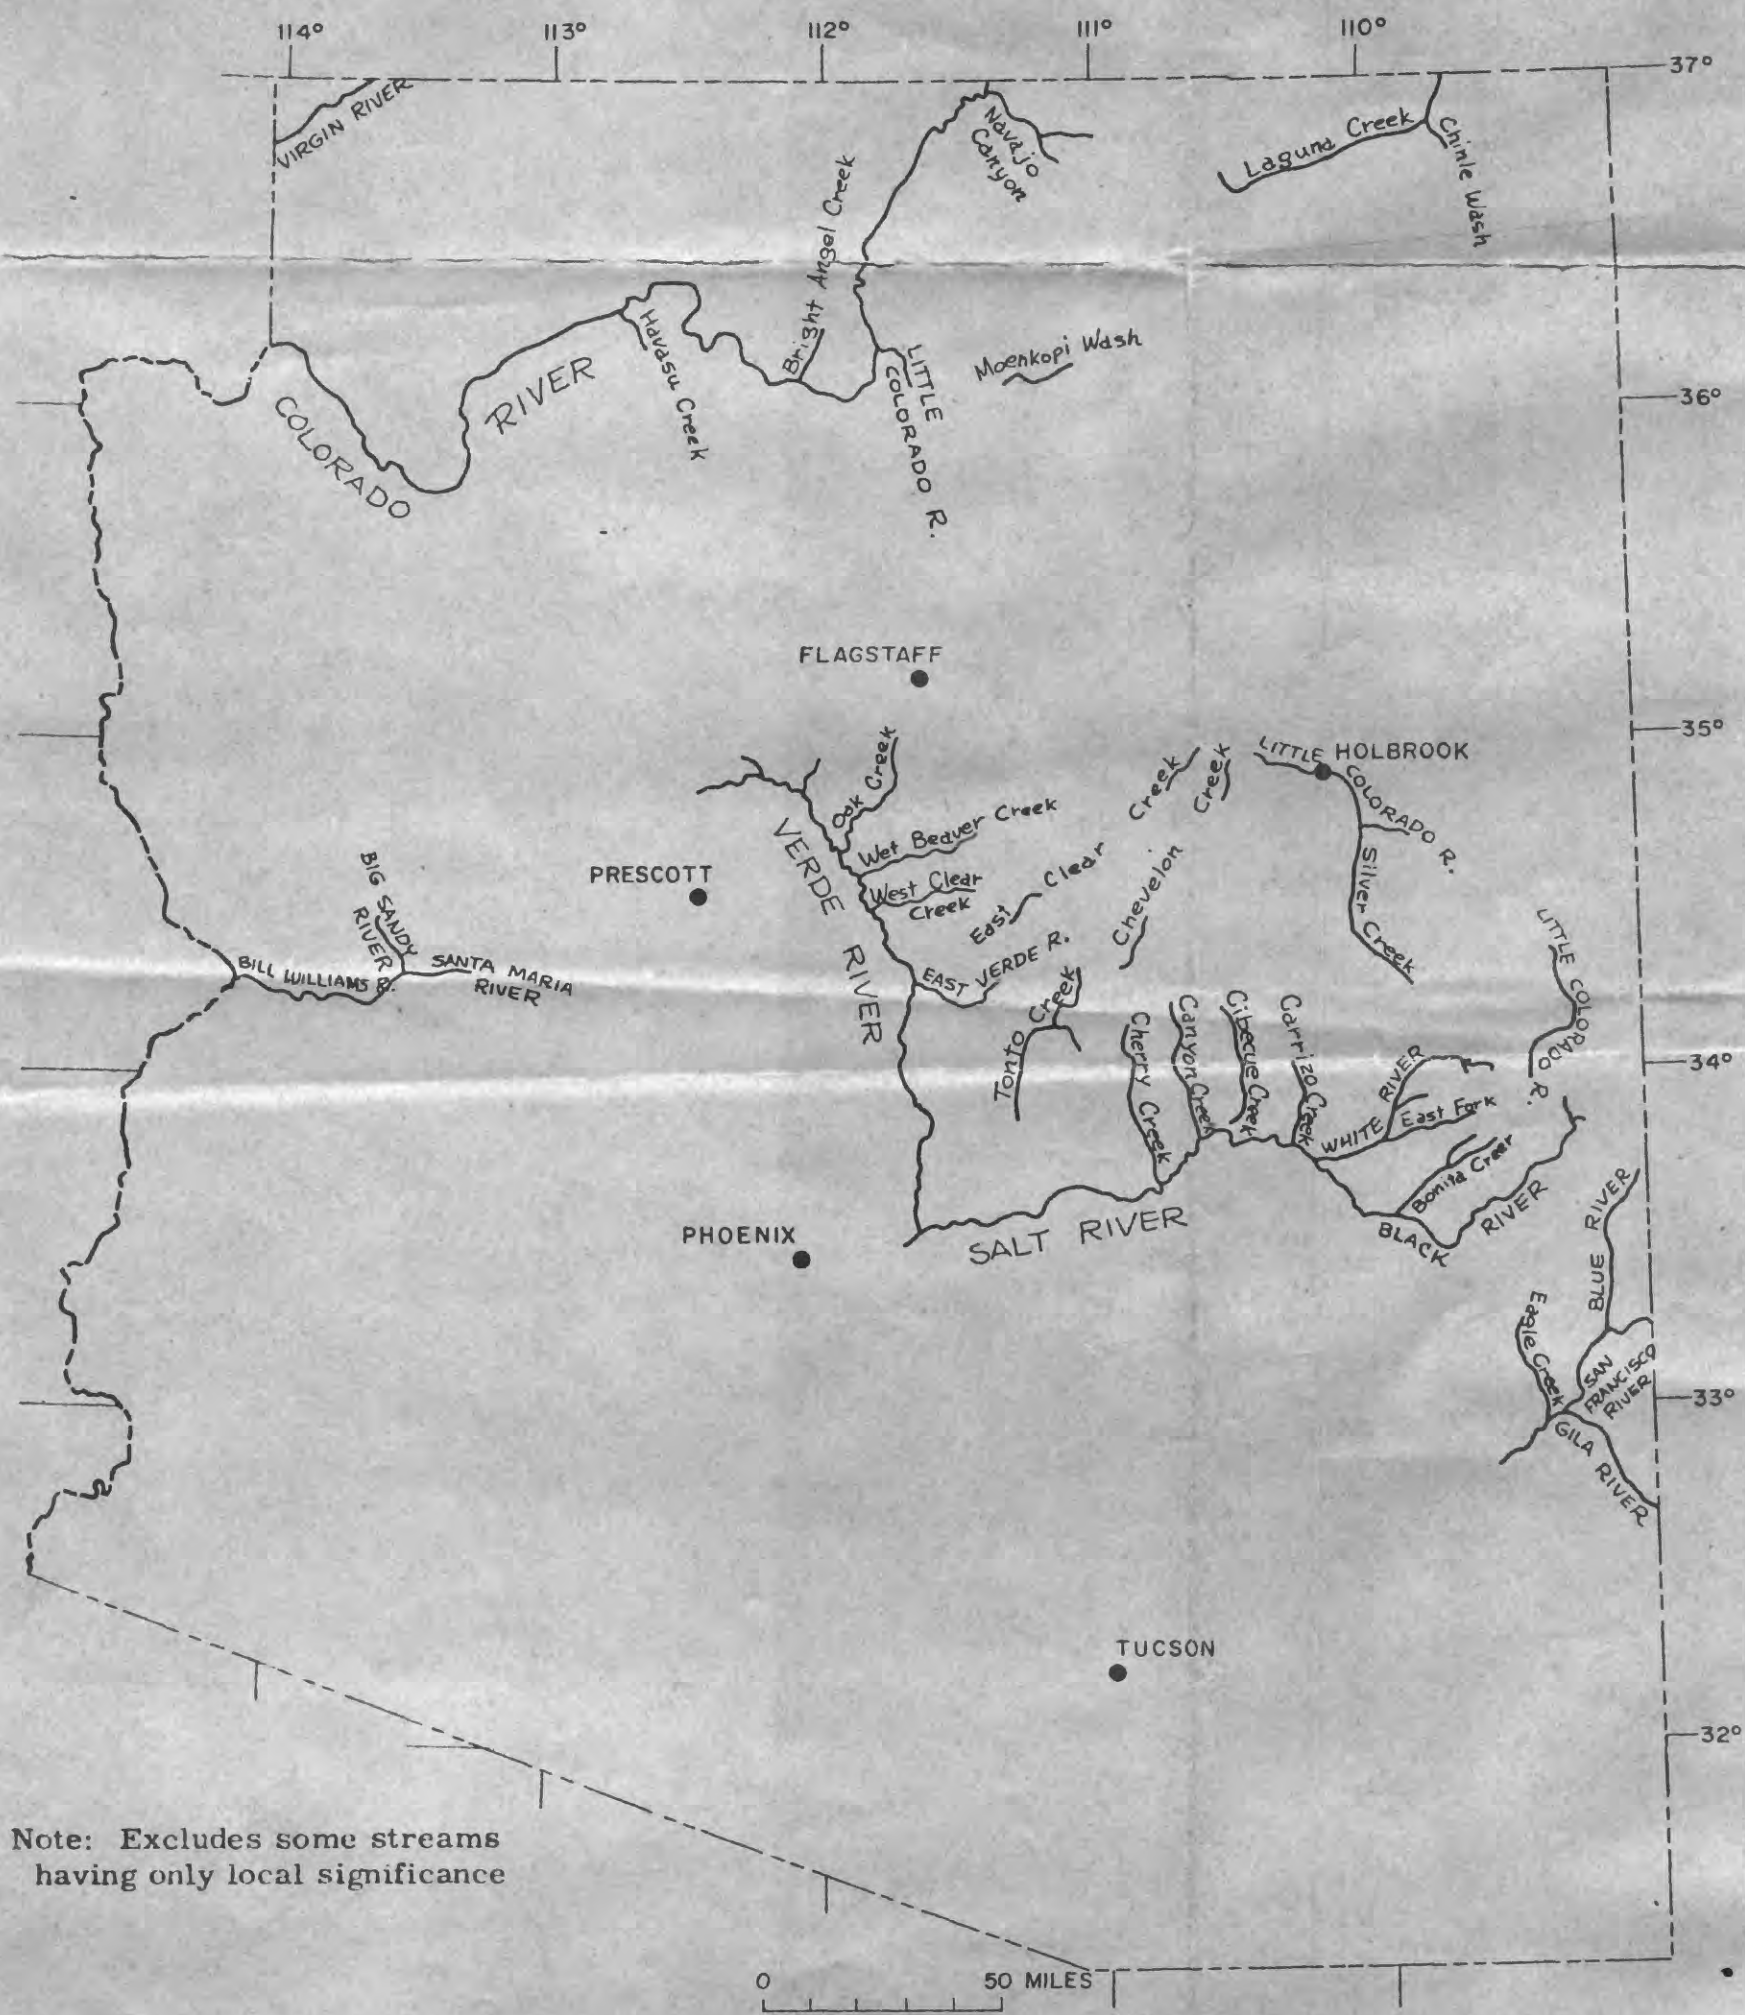 114°
113°
112°
111°
110°
37°
VIRGIN RIVER
Navajo
Canyon
Laguna Creek
Chinle Wash
Bright Angel Creek
Havasu Creek
COLORADO
RIVER
LITTLE
COLORADO R.
Moenkopi Wash
36°
FLAGSTAFF
35°
Oak Creek
Wet Beaver Creek
West Clear
Creek
VERDE
RIVER
PRESCOTT
East Clear Creek
Chevelon Creek
LITTLE
COLORADO R.
HOLBROOK
Silver Creek
BIG SANDY
RIVER
BILL WILLIAMS R.
SANTA MARIA
RIVER
EAST VERDE R.
Tonto Creek
Cherry Creek
Canyon Creek
Cibecue Creek
Carrizo Creek
WHITE RIVER
East Fork
Bonita Creek
LITTLE COLORADO R.
34°
PHOENIX
SALT RIVER
BLACK RIVER
BLUE RIVER
Eagle Creek
SAN
FRANCISCO
RIVER
33°
GILA RIVER
TUCSON
32°
Note: Excludes some streams
having only local significance
0 50 MILES